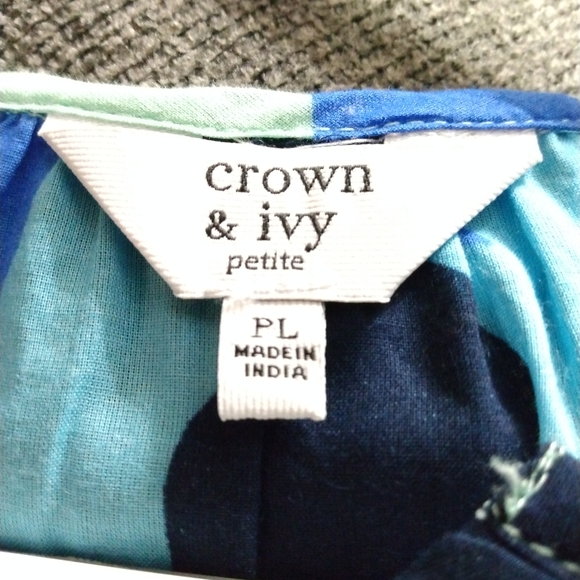 crown
& ivy
petite
PL
MADE IN
INDIA